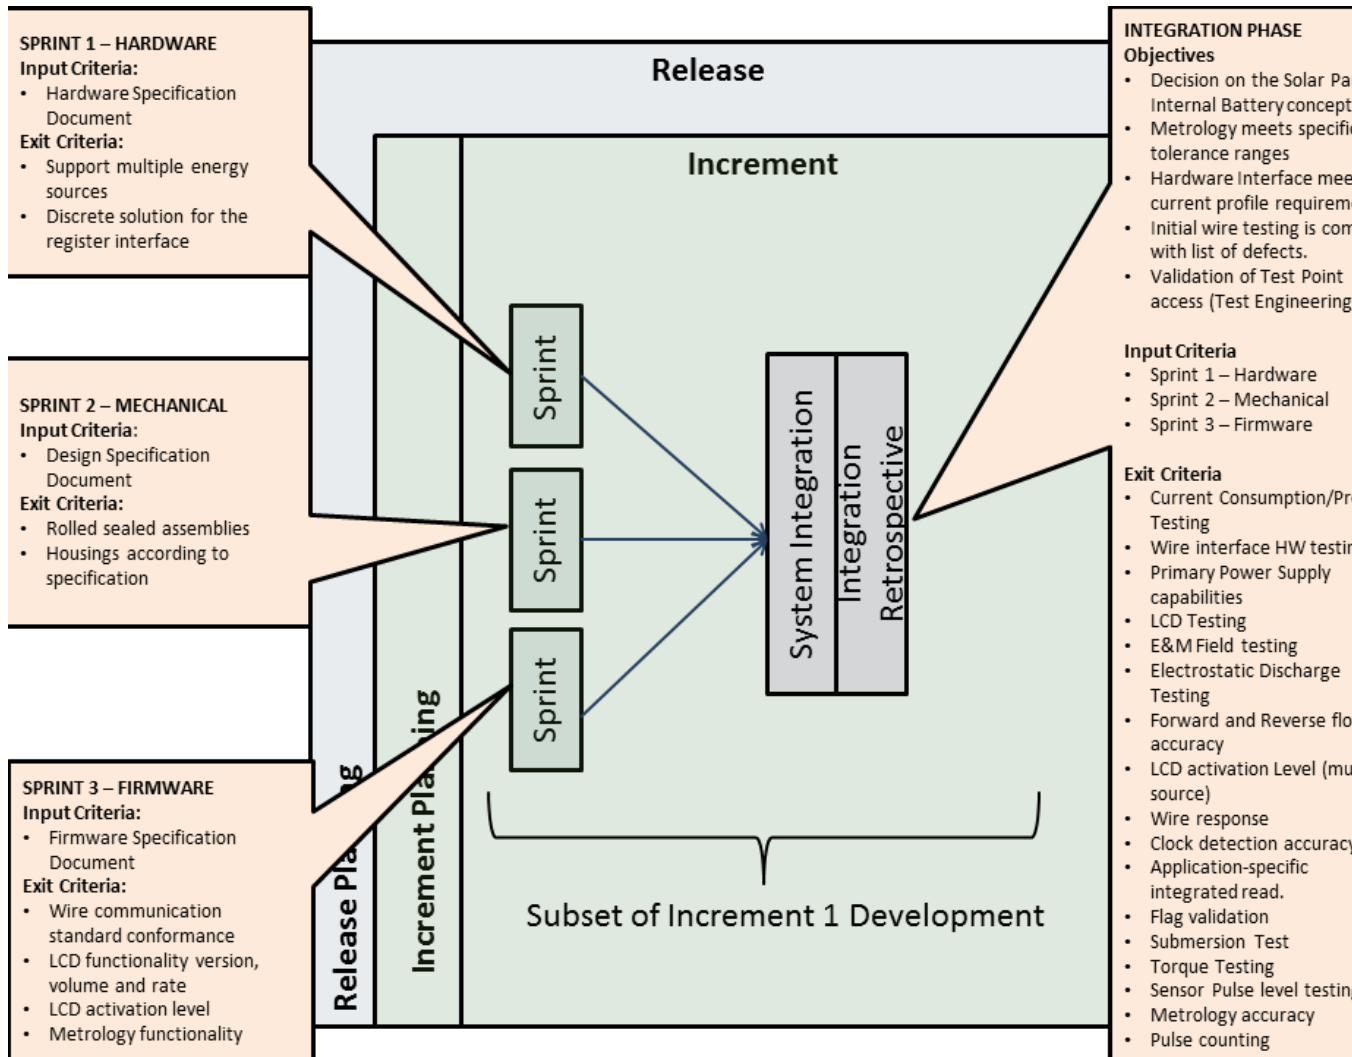 SPRINT 1 – HARDWARE
Input Criteria:
• Hardware Specification
Document
Exit Criteria:
• Support multiple energy
sources
• Discrete solution for the
register interface
SPRINT 2 – MECHANICAL
Input Criteria:
• Design Specification
Document
Exit Criteria:
• Rolled sealed assemblies
• Housings according to
specification
SPRINT 3 – FIRMWARE
Input Criteria:
• Firmware Specification
Document
Exit Criteria:
• Wire communication
standard conformance
• LCD functionality version,
volume and rate
• LCD activation level
• Metrology functionality
Release
Increment
Release Planning
Increment Planning
Sprint
Sprint
Sprint
System Integration
Integration
Retrospective
Subset of Increment 1 Development
INTEGRATION PHASE
Objectives
• Decision on the Solar
Internal Battery concept
• Metrology meets
tolerance ranges
• Hardware Interface
current profile
• Initial wire testing is
with list of defects.
• Validation of Test Point
access (Test Engineering
Input Criteria
• Sprint 1 – Hardware
• Sprint 2 – Mechanical
• Sprint 3 – Firmware
Exit Criteria
• Current
Testing
• Wire interface HW
• Primary Power Supply
capabilities
• LCD Testing
• E&M Field testing
• Electrostatic Discharge
Testing
• Forward and Reverse
accuracy
• LCD activation Level
source)
• Wire response
• Clock detection accuracy
• Application-specific
integrated read.
• Flag validation
• Submersion Test
• Torque Testing
• Sensor Pulse level testing
• Metrology accuracy
• Pulse counting